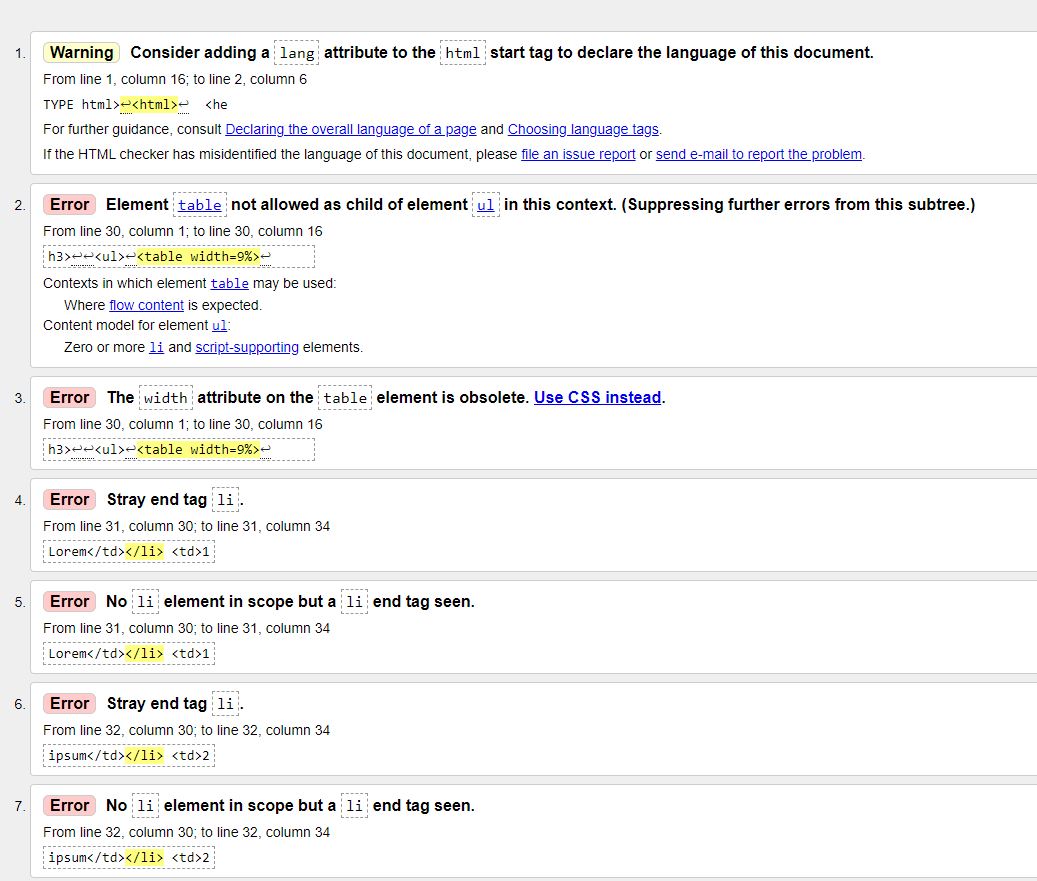 1. Warning Consider adding a lang attribute to the html start tag to declare the language of this document.
From line 1, column 16; to line 2, column 6
TYPE html>↩<html>↩  <he
For further guidance, consult Declaring the overall language of a page and Choosing language tags.
If the HTML checker has misidentified the language of this document, please file an issue report or send e-mail to report the problem.
2. Error Element table not allowed as child of element ul in this context. (Suppressing further errors from this subtree.)
From line 30, column 1; to line 30, column 16
h3>↩↩<ul>↩<table width=9%>↩
Contexts in which element table may be used:
Where flow content is expected.
Content model for element ul:
Zero or more li and script-supporting elements.
3. Error The width attribute on the table element is obsolete. Use CSS instead.
From line 30, column 1; to line 30, column 16
h3>↩↩<ul>↩<table width=9%>↩
4. Error Stray end tag li.
From line 31, column 30; to line 31, column 34
Lorem</td></li> <td>1
5. Error No li element in scope but a li end tag seen.
From line 31, column 30; to line 31, column 34
Lorem</td></li> <td>1
6. Error Stray end tag li.
From line 32, column 30; to line 32, column 34
ipsum</td></li> <td>2
7. Error No li element in scope but a li end tag seen.
From line 32, column 30; to line 32, column 34
ipsum</td></li> <td>2